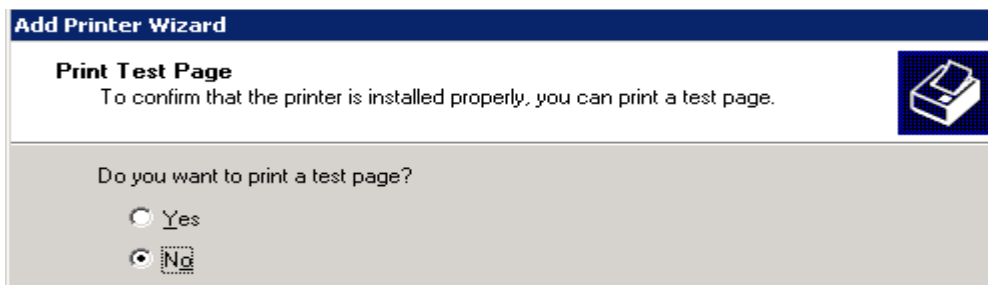 Add Printer Wizard
Print Test Page
To confirm that the printer is installed properly, you can print a test page.
Do you want to print a test page?
Yes
No